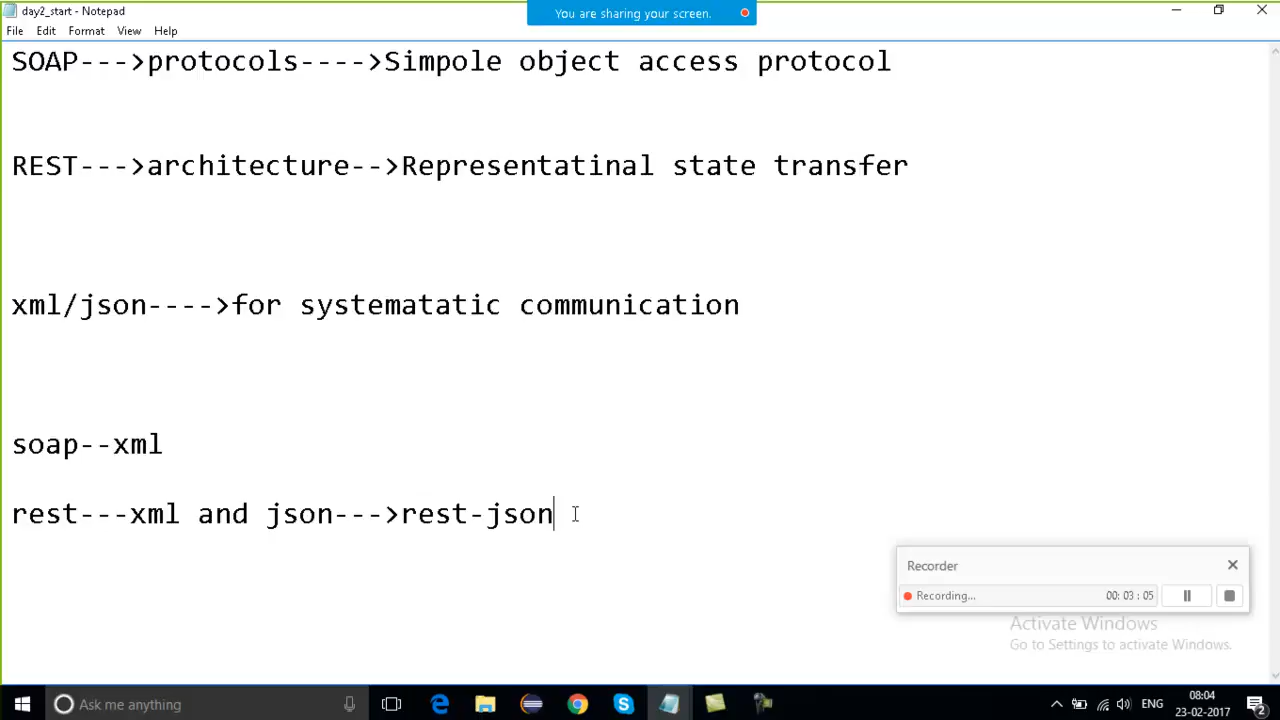 day2_start - Notepad
You are sharing your screen.
File Edit Format View Help
SOAP--->protocols---->Simpole object access protocol
REST--->architecture-->Representatinal state transfer
xml/json---->for systematatic communication
soap--xml
rest---xml and json--->rest-json
Recorder
Recording... 00:03:05
Activate Windows
Go to Settings to activate Windows.
Ask me anything
ENG
08:04
23-02-2017
2